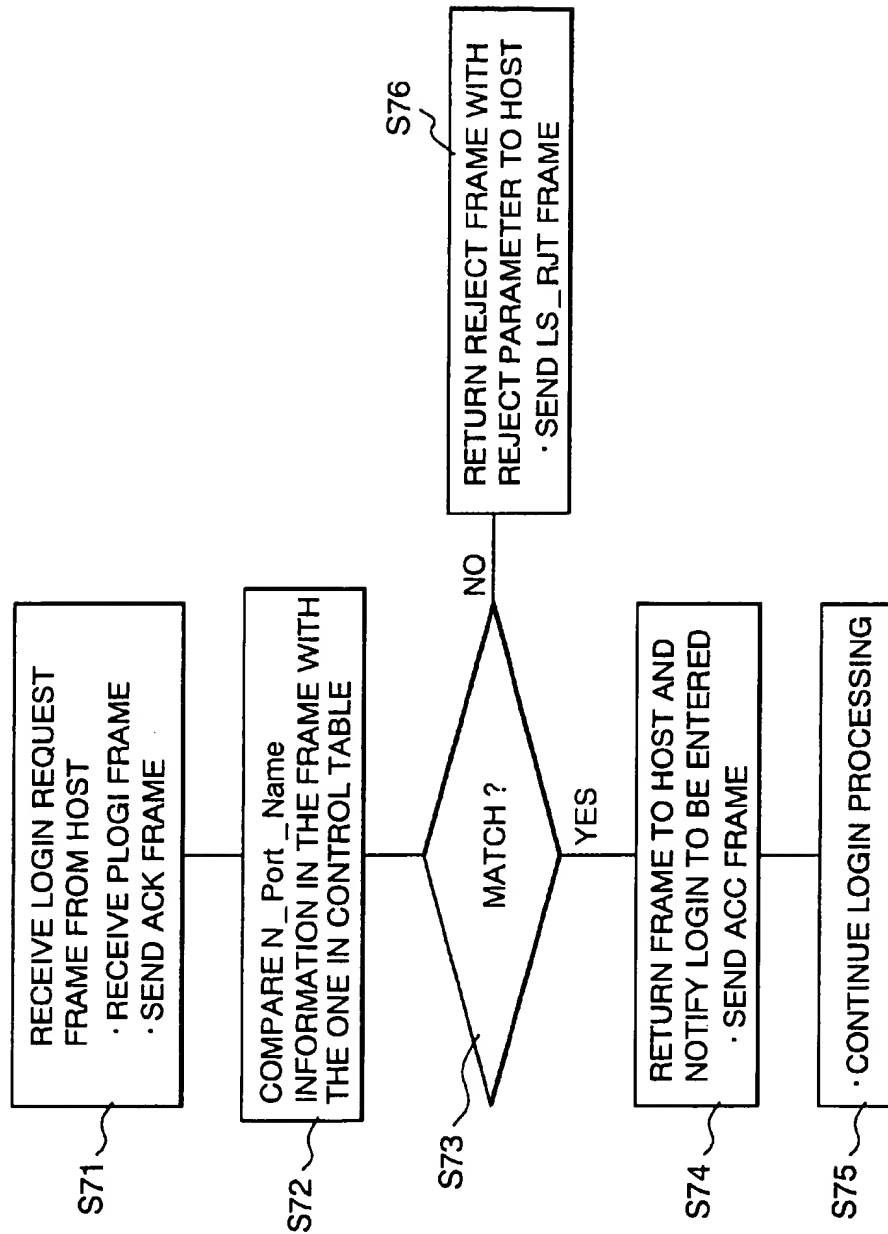 S71
RECEIVE LOGIN REQUEST
FRAME FROM HOST
· RECEIVE PLOGI FRAME
· SEND ACK FRAME
S72
COMPARE N_Port_Name
INFORMATION IN THE FRAME WITH
THE ONE IN CONTROL TABLE
S73
MATCH ?
NO
YES
S76
RETURN REJECT FRAME WITH
REJECT PARAMETER TO HOST
· SEND LS_RJT FRAME
S74
RETURN FRAME TO HOST AND
NOTIFY LOGIN TO BE ENTERED
· SEND ACC FRAME
S75
· CONTINUE LOGIN PROCESSING